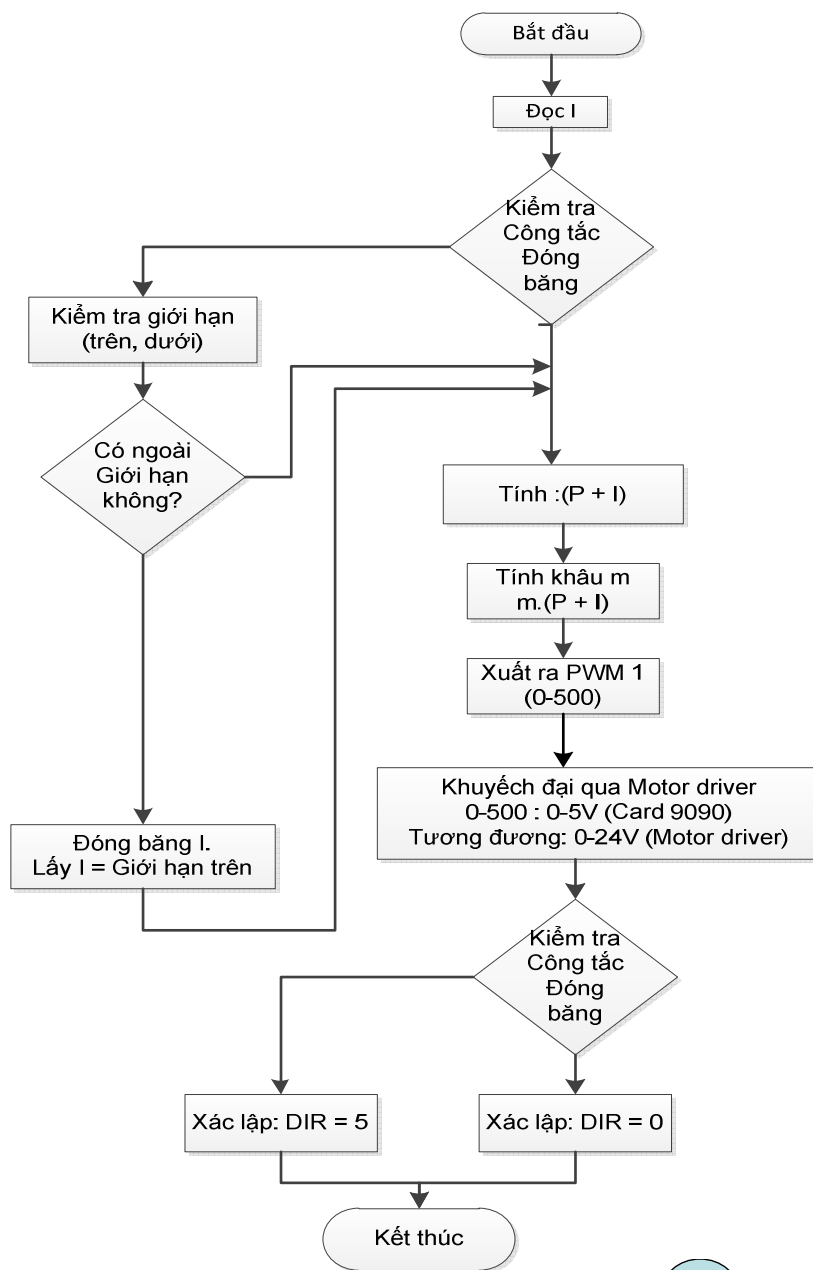 Bắt đầu
Đọc I
Kiểm tra
Công tắc
Đóng
băng
Kiểm tra giới hạn
(trên, dưới)
Có ngoài
Giới hạn
không?
Tính :(P + I)
Tính khâu m
m.(P + I)
Xuất ra PWM 1
(0-500)
Khuyếch đại qua Motor driver
0-500 : 0-5V (Card 9090)
Tương đương: 0-24V (Motor driver)
Đóng băng I.
Lấy I = Giới hạn trên
Kiểm tra
Công tắc
Đóng
băng
Xác lập: DIR = 5
Xác lập: DIR = 0
Kết thúc